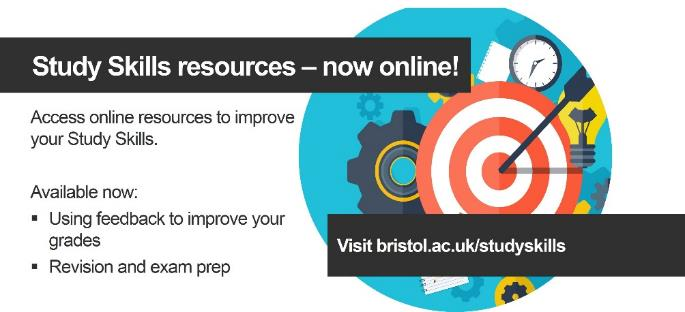 Study Skills resources – now online!
Access online resources to improve
your Study Skills.
Available now:
▪ Using feedback to improve your
grades
▪ Revision and exam prep
Visit bristol.ac.uk/studyskills